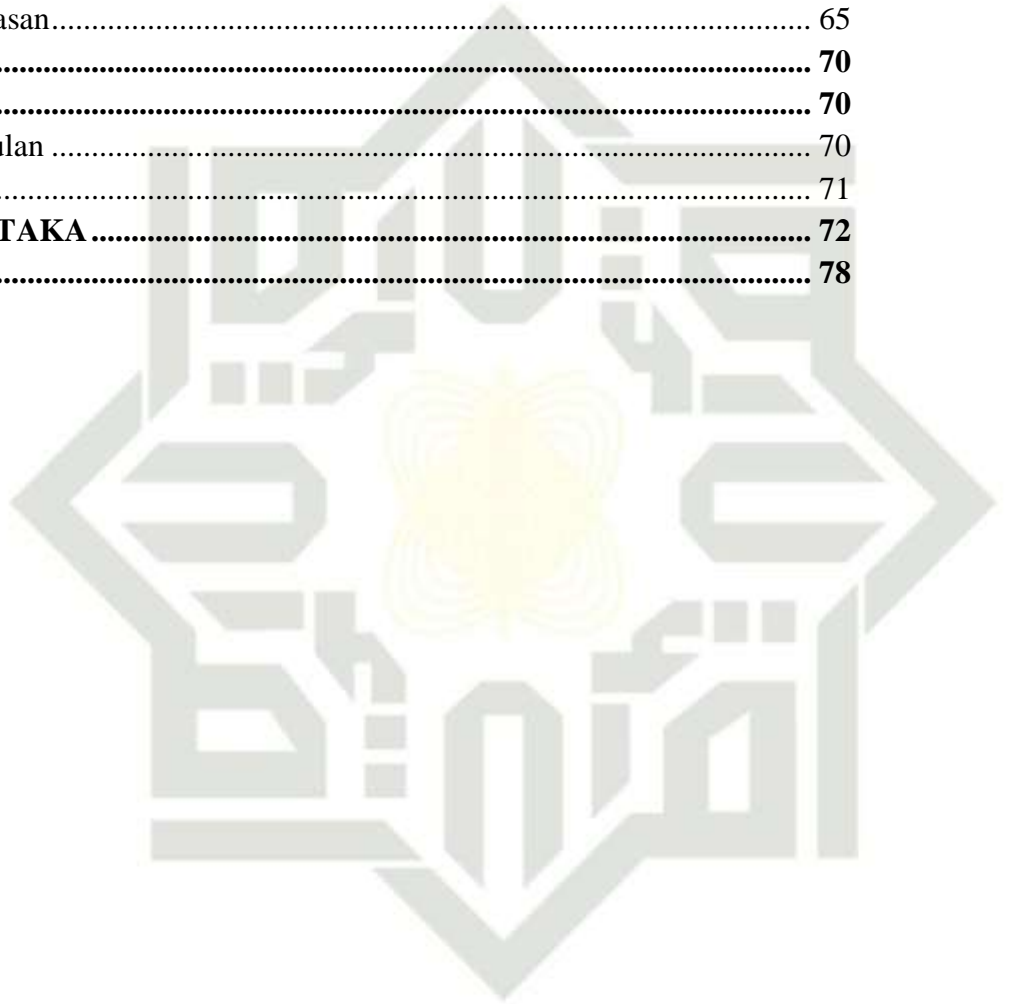 asan........................................................................................ 65
............................................................................................... 70
............................................................................................... 70
ulan ........................................................................................ 70
............................................................................................... 71
TAKA ................................................................................... 72
............................................................................................... 78